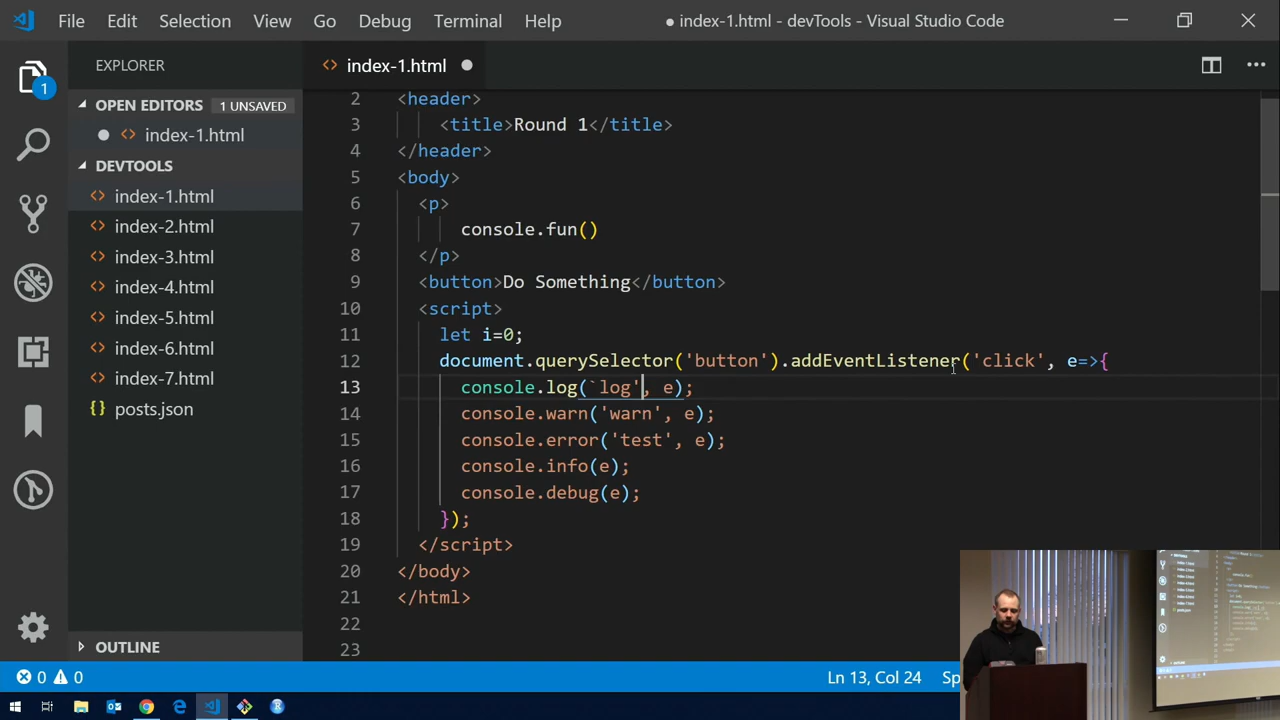 File Edit Selection View Go Debug Terminal Help ● index-1.html - devTools - Visual Studio Code
EXPLORER
OPEN EDITORS 1 UNSAVED
index-1.html
DEVTOOLS
index-1.html
index-2.html
index-3.html
index-4.html
index-5.html
index-6.html
index-7.html
posts.json
OUTLINE
1
index-1.html
2 <header>
3 <title>Round 1</title>
4 </header>
5 <body>
6 <p>
7 console.fun()
8 </p>
9 <button>Do Something</button>
10 <script>
11 let i=0;
12 document.querySelector('button').addEventListener('click', e=>{
13 console.log(`log', e);
14 console.warn('warn', e);
15 console.error('test', e);
16 console.info(e);
17 console.debug(e);
18 });
19 </script>
20 </body>
21 </html>
22
23
0 0 Ln 13, Col 24 Sp